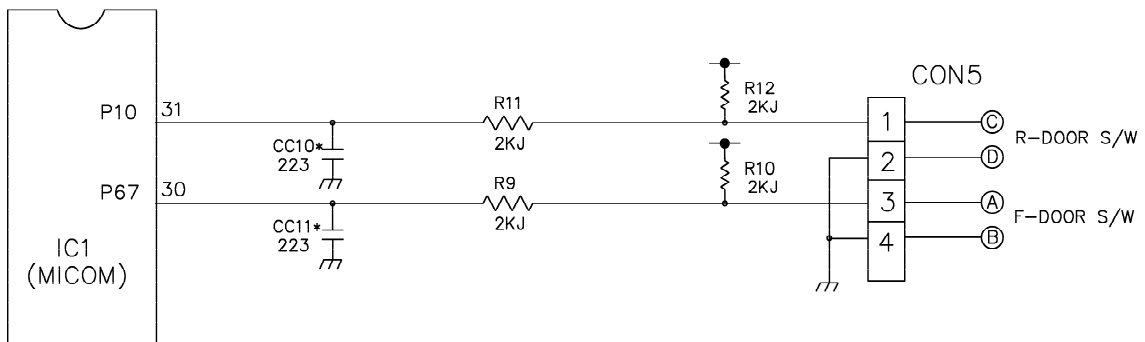 CON5
R12
2KJ
R11
2KJ
P10
31
1
C
R-DOOR S/W
CC10*
223
2
D
R10
2KJ
P67
30
R9
2KJ
3
A
F-DOOR S/W
CC11*
223
4
B
IC1
(MICOM)